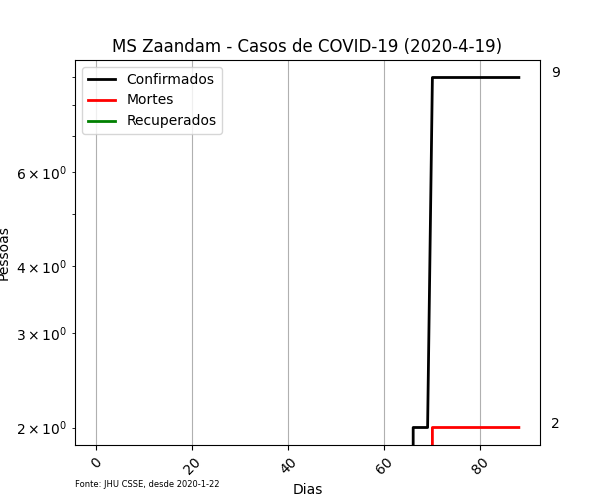 MS Zaandam - Casos de COVID-19 (2020-4-19)
Confirmados
Mortes
Recuperados
9
6 × 10⁰
4 × 10⁰
3 × 10⁰
2 × 10⁰
2
Pessoas
0 20 40 60 80
Fonte: JHU CSSE, desde 2020-1-22
Dias